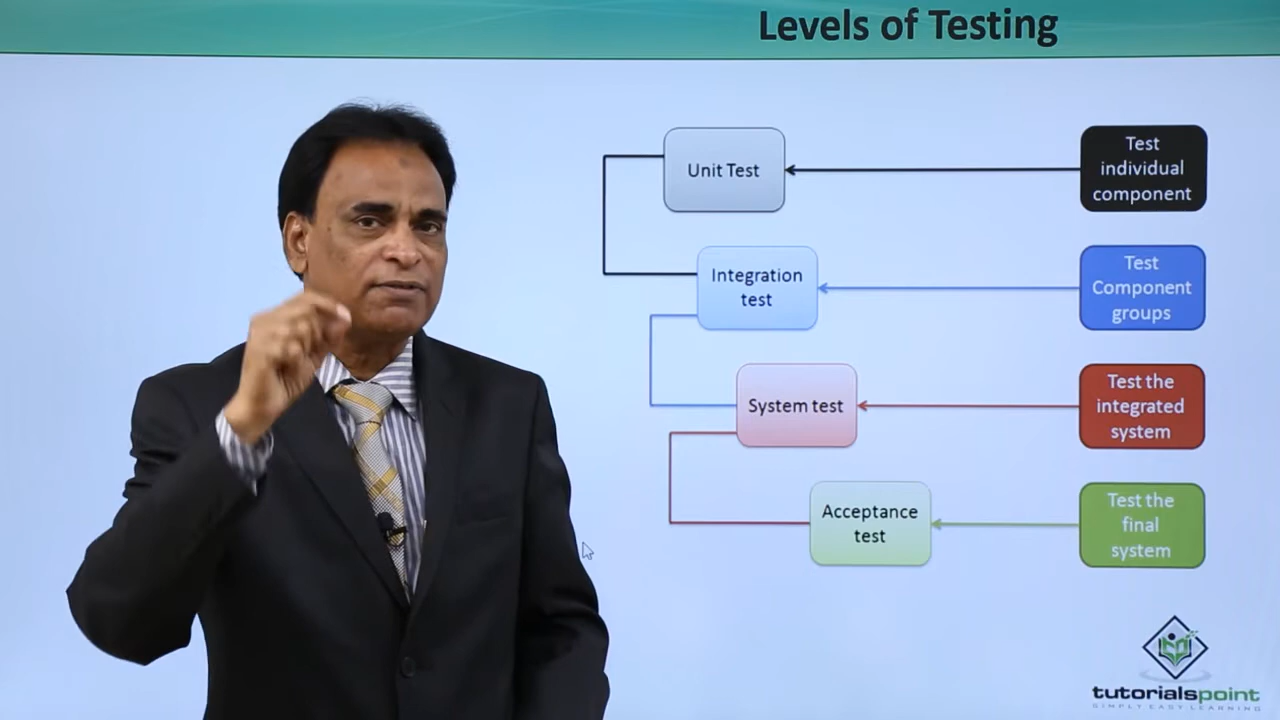 Levels of Testing
Unit Test
Test
individual
component
Integration
test
Test
Component
groups
System test
Test the
integrated
system
Acceptance
test
Test the
final
system
tutorialspoint
SIMPLY EASY LEARNING